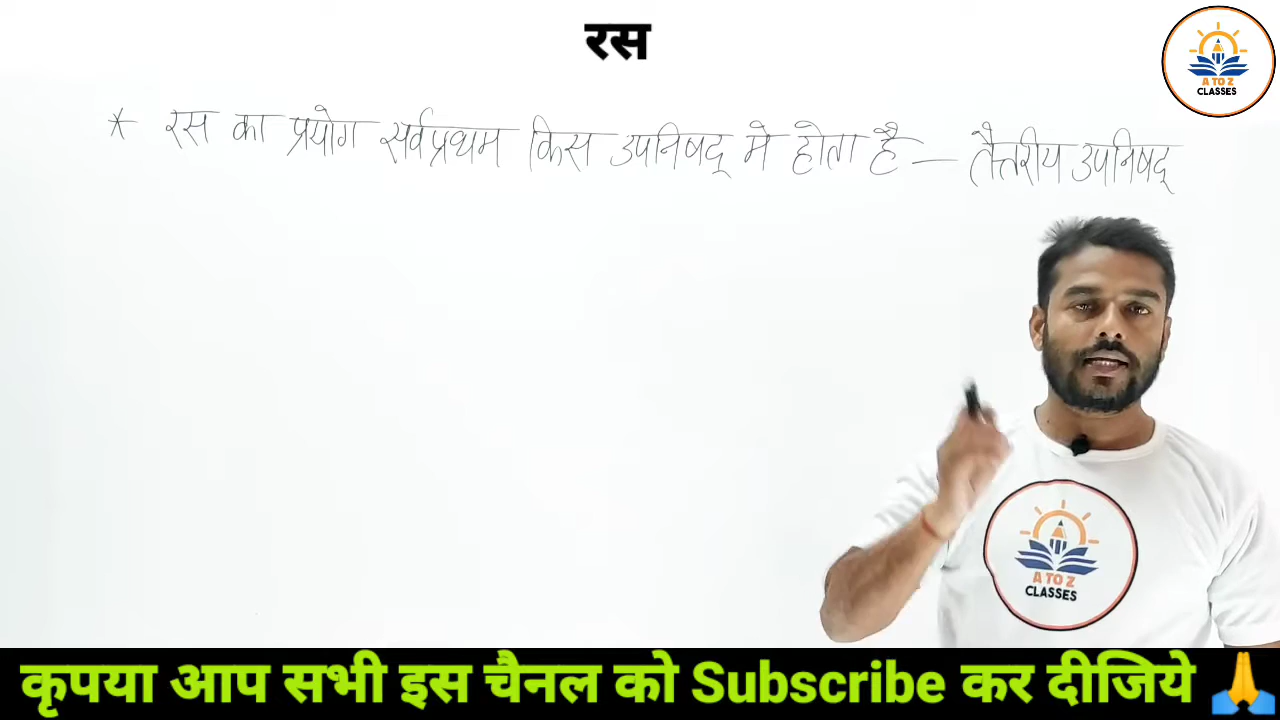 रस
A TO Z
CLASSES
* रस का प्रयोग सर्वप्रथम किस उपनिषद् मे होता है — तैत्तरीय उपनिषद्
A TO Z
CLASSES
कृपया आप सभी इस चैनल को Subscribe कर दीजिये 🙏